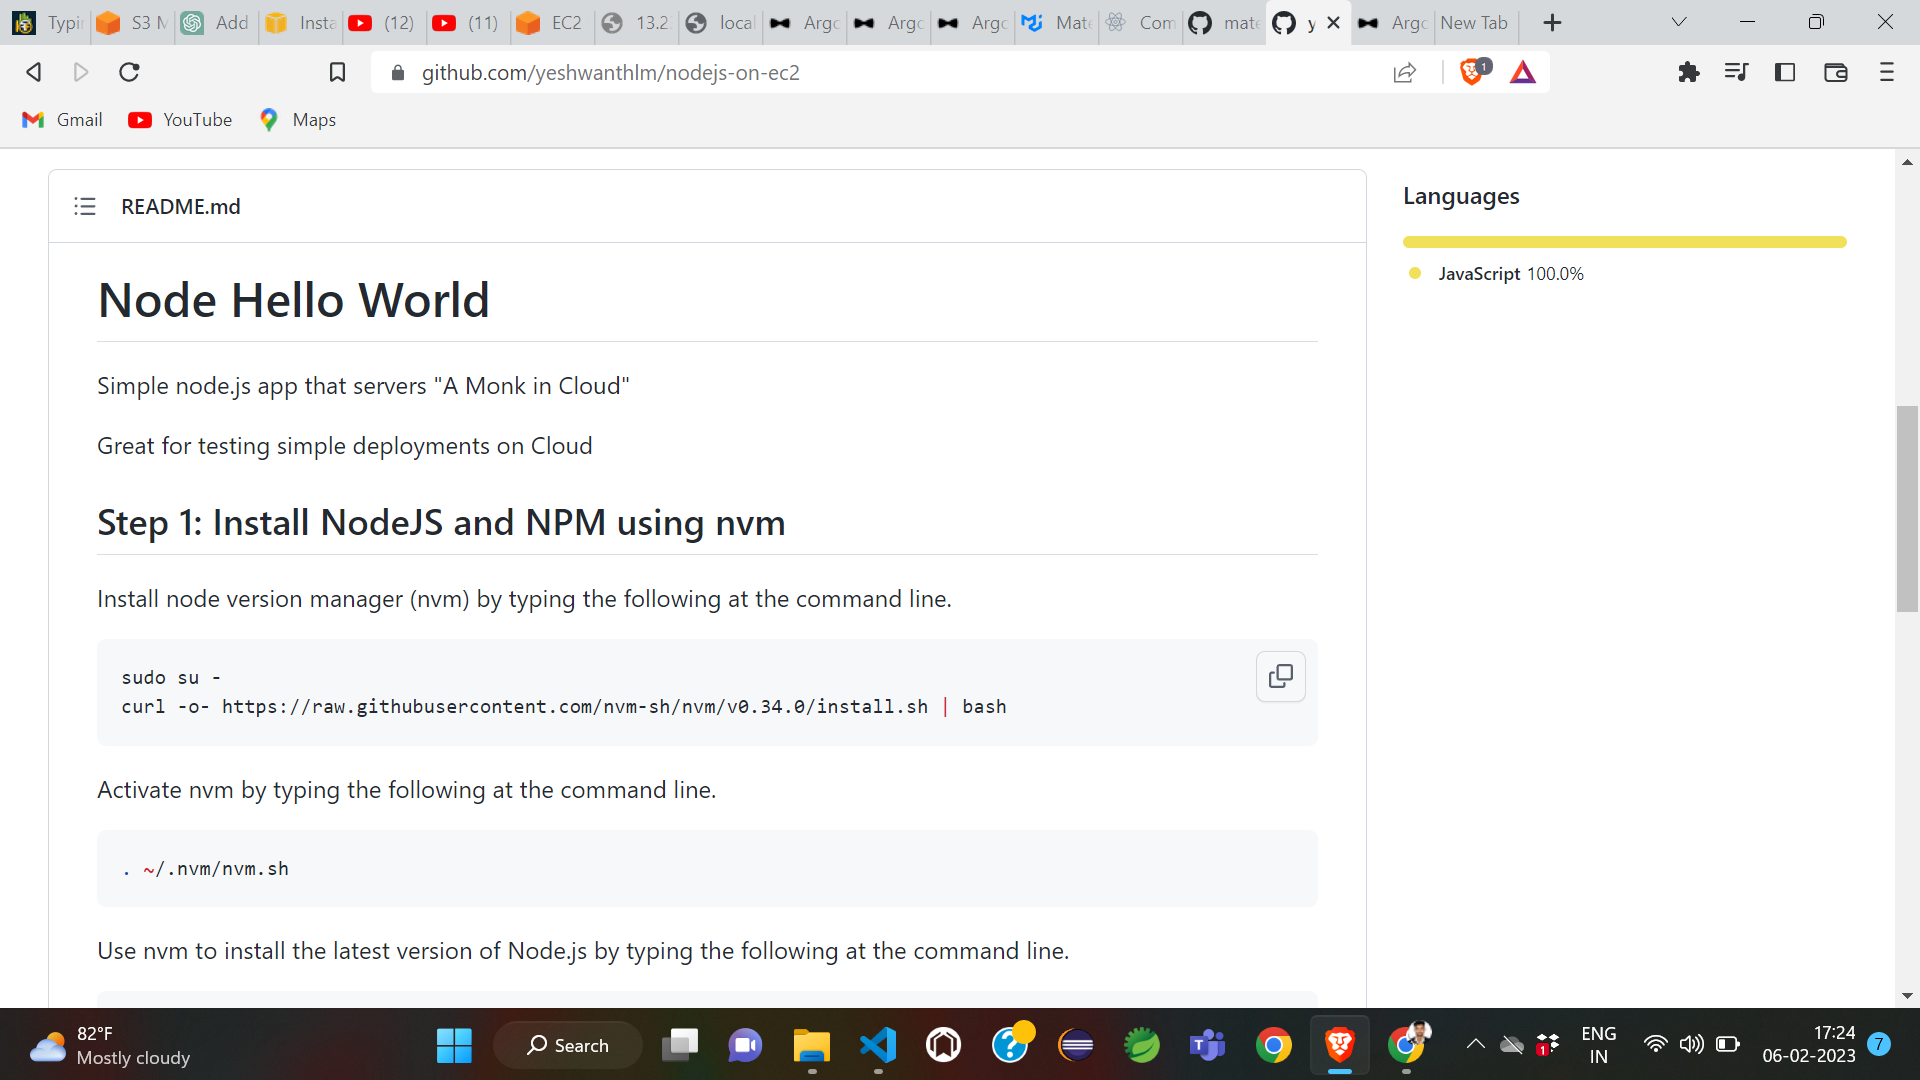 Typi S3 M Add Insta (12) (11) EC2 13.2 local Argo Argo Argo Mate Com mate y Argo New Tab
github.com/yeshwanthlm/nodejs-on-ec2 1
Gmail YouTube Maps
README.md
Languages
JavaScript 100.0%
Node Hello World
Simple node.js app that servers "A Monk in Cloud"
Great for testing simple deployments on Cloud
Step 1: Install NodeJS and NPM using nvm
Install node version manager (nvm) by typing the following at the command line.
sudo su -
curl -o- https://raw.githubusercontent.com/nvm-sh/nvm/v0.34.0/install.sh | bash
Activate nvm by typing the following at the command line.
. ~/.nvm/nvm.sh
Use nvm to install the latest version of Node.js by typing the following at the command line.
82°F
Mostly cloudy
Search
1
ENG
IN
17:24
06-02-2023
7